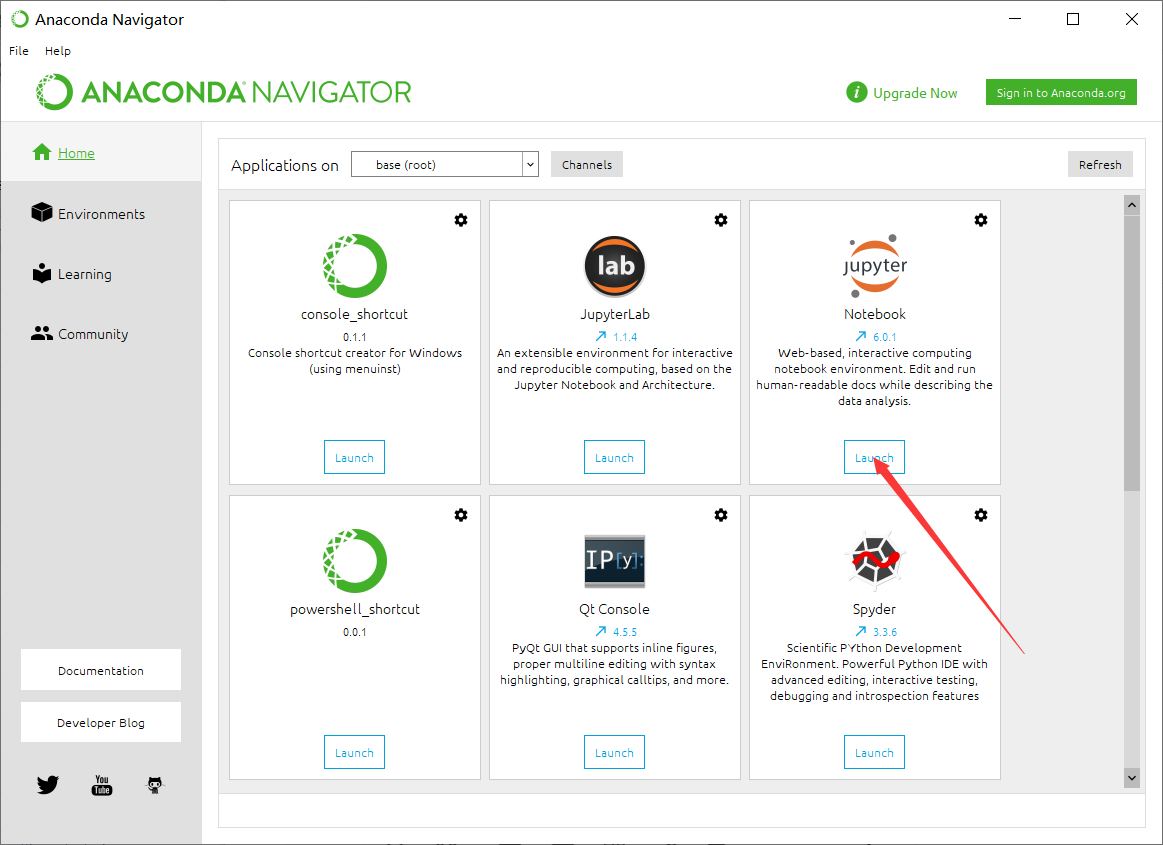 Anaconda Navigator
File Help
ANACONDA NAVIGATOR
Upgrade Now
Sign in to Anaconda.org
Home
Environments
Learning
Community
Documentation
Developer Blog
You
Tube
Applications on
base (root)
Channels
Refresh
console_shortcut
0.1.1
Console shortcut creator for Windows
(using menuinst)
Launch
lab
JupyterLab
1.1.4
An extensible environment for interactive
and reproducible computing, based on the
Jupyter Notebook and Architecture.
Launch
jupyter
Notebook
6.0.1
Web-based, interactive computing
notebook environment. Edit and run
human-readable docs while describing the
data analysis.
Launch
powershell_shortcut
0.0.1
Launch
IP[y]:
Qt Console
4.5.5
PyQt GUI that supports inline figures,
proper multiline editing with syntax
highlighting, graphical calltips, and more.
Launch
Spyder
3.3.6
Scientific PYthon Development
EnviRonment. Powerful Python IDE with
advanced editing, interactive testing,
debugging and introspection features
Launch